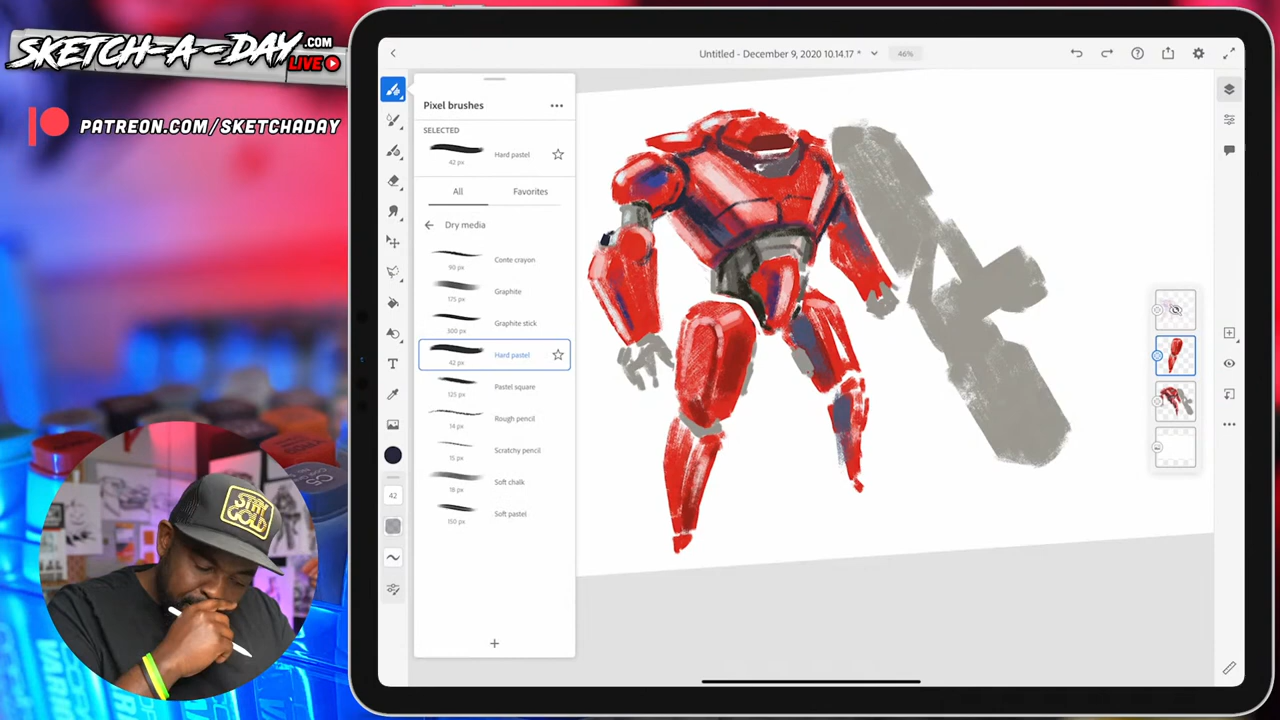 SKETCH-A-DAY.COM
LIVE
PATREON.COM/SKETCHADAY
STAY
GOLD
Untitled - December 9, 2020 10.14.17 *
46%
Pixel brushes
SELECTED
42 px
Hard pastel
All
Favorites
Dry media
90 px
Conte crayon
175 px
Graphite
300 px
Graphite stick
42 px
Hard pastel
125 px
Pastel square
14 px
Rough pencil
15 px
Scratchy pencil
18 px
Soft chalk
150 px
Soft pastel
T
42